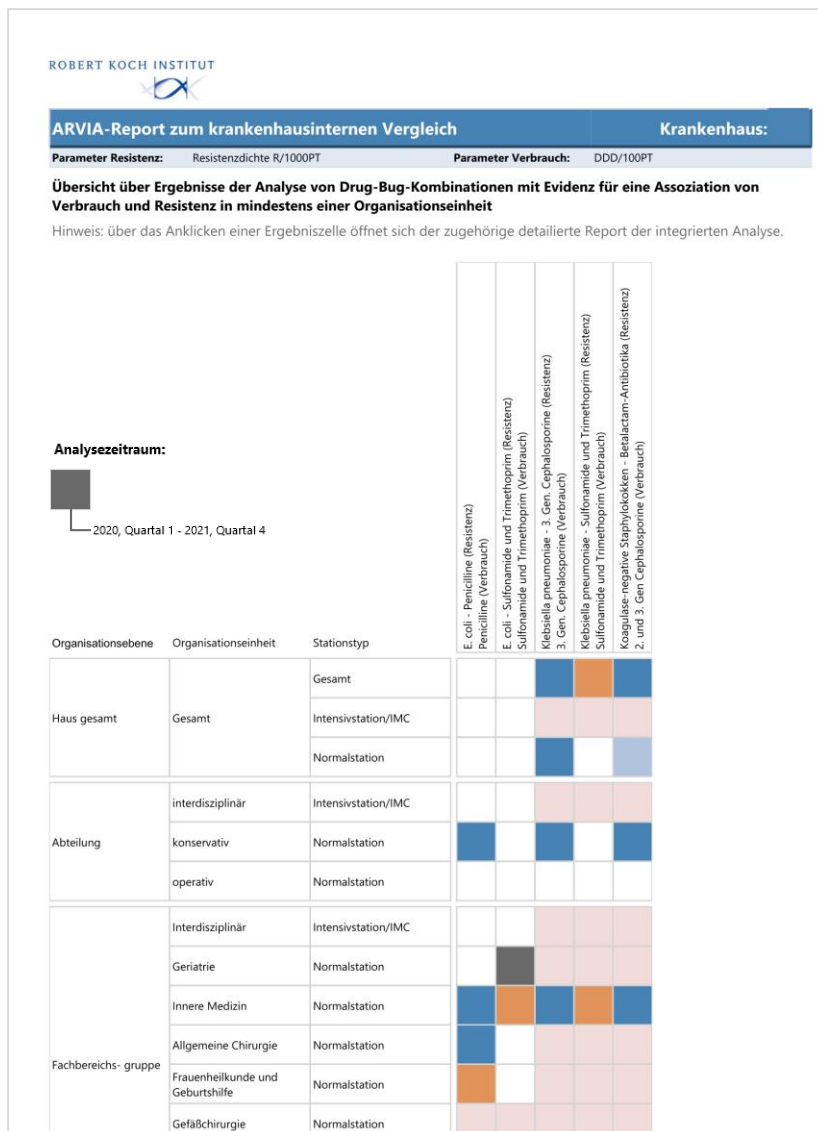 ROBERT KOCH INSTITUT
ARVIA-Report zum krankenhausinternen Vergleich Krankenhaus:
Parameter Resistenz: Resistenzdichte R/1000PT Parameter Verbrauch: DDD/100PT
Übersicht über Ergebnisse der Analyse von Drug-Bug-Kombinationen mit Evidenz für eine Assoziation von
Verbrauch und Resistenz in mindestens einer Organisationseinheit
Hinweis: über das Anklicken einer Ergebniszelle öffnet sich der zugehörige detailierte Report der integrierten Analyse.
Analysezeitraum:
2020, Quartal 1 - 2021, Quartal 4
E. coli - Penicilline (Resistenz)
Penicilline (Verbrauch)
E. coli - Sulfonamide und Trimethoprim (Resistenz)
Sulfonamide und Trimethoprim (Verbrauch)
Klebsiella pneumoniae - 3. Gen. Cephalosporine (Resistenz)
3. Gen. Cephalosporine (Verbrauch)
Klebsiella pneumoniae - Sulfonamide und Trimethoprim (Resistenz)
Sulfonamide und Trimethoprim (Verbrauch)
Koagulase-negative Staphylokokken - Betalactam-Antibiotika (Resistenz)
2. und 3. Gen Cephalosporine (Verbrauch)
Organisationsebene Organisationseinheit Stationstyp
Gesamt
Haus gesamt Gesamt Intensivstation/IMC
Normalstation
interdisziplinär Intensivstation/IMC
Abteilung konservativ Normalstation
operativ Normalstation
Interdisziplinär Intensivstation/IMC
Geriatrie Normalstation
Innere Medizin Normalstation
Allgemeine Chirurgie Normalstation
Fachbereichs- gruppe
Frauenheilkunde und
Geburtshilfe Normalstation
Gefäßchirurgie Normalstation